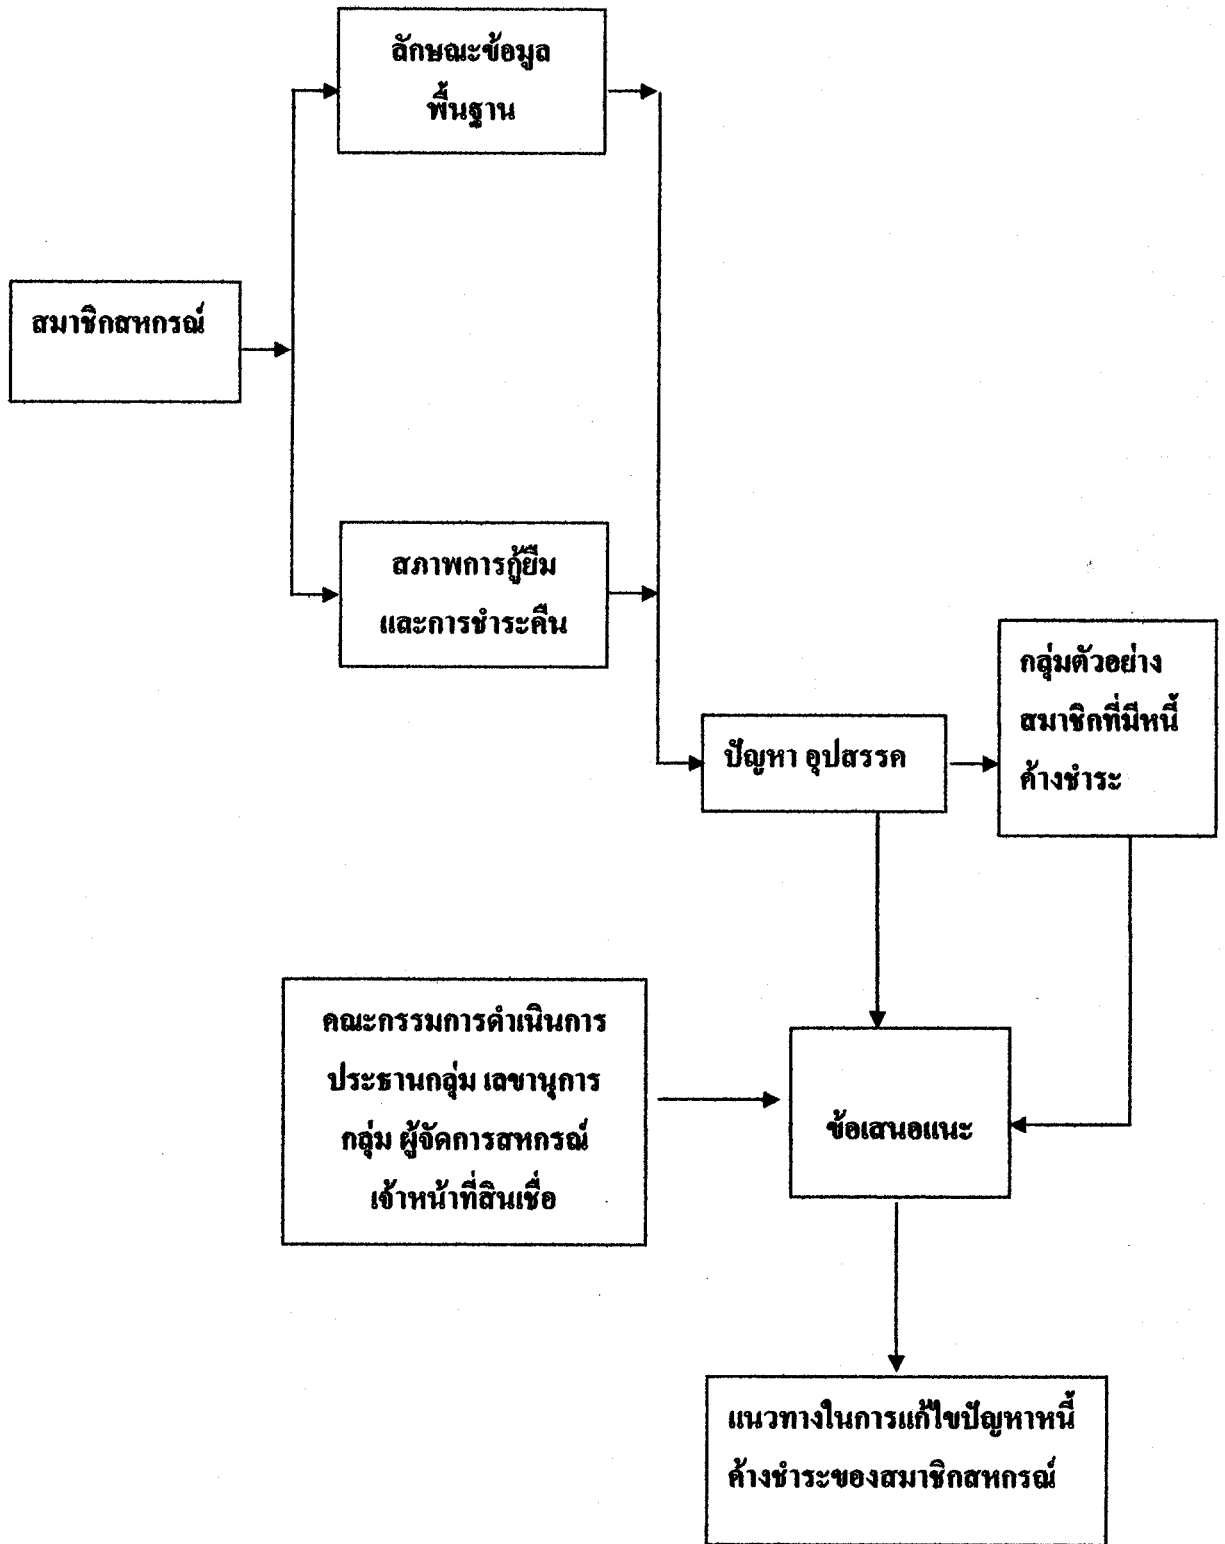 ลักษณะข้อมูล
พื้นฐาน
สมาชิกสหกรณ์
สภาพการกู้ยืม
และการชำระคืน
กลุ่มตัวอย่าง
สมาชิกที่มีหนี้
ค้างชำระ
ปัญหา อุปสรรค
คณะกรรมการดำเนินการ
ประธานกลุ่ม เลขานุการ
กลุ่ม ผู้จัดการสหกรณ์
เจ้าหน้าที่สินเชื่อ
ข้อเสนอแนะ
แนวทางในการแก้ไขปัญหาหนี้
ค้างชำระของสมาชิกสหกรณ์